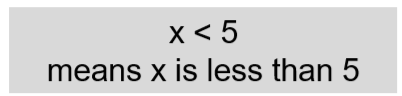 x < 5
means x is less than 5